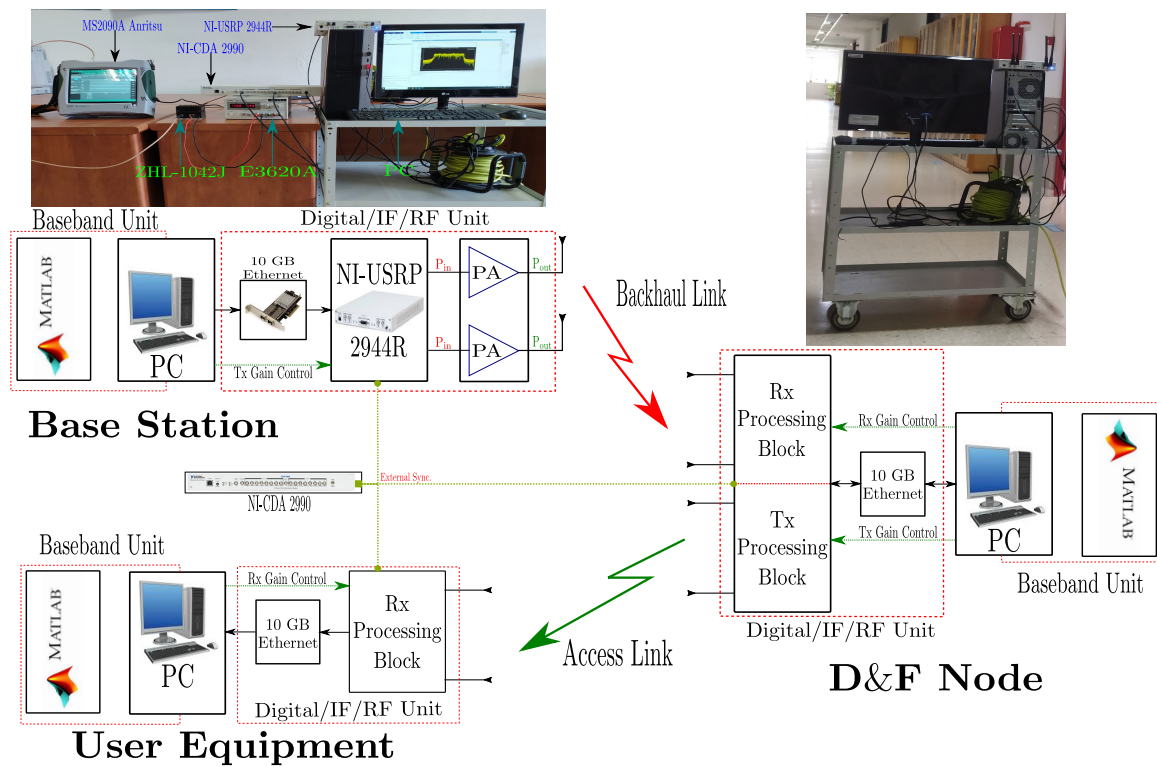 MS2090A Anritsu
NI-USRP 2944R
NI-CDA 2990
ZHL-1042J E3620A
PC
Baseband Unit
Digital/IF/RF Unit
MATLAB
PC
10 GB
Ethernet
NI-USRP
2944R
Pin
PA
Pout
Pin
PA
Pout
Tx Gain Control
Base Station
Backhaul Link
Rx
Processing
Block
Rx Gain Control
10 GB
Ethernet
Tx
Processing
Block
Tx Gain Control
PC
MATLAB
Baseband Unit
Digital/IF/RF Unit
D&F Node
External Sync.
NI-CDA 2990
Baseband Unit
MATLAB
PC
Rx Gain Control
10 GB
Ethernet
Rx
Processing
Block
Digital/IF/RF Unit
Access Link
User Equipment